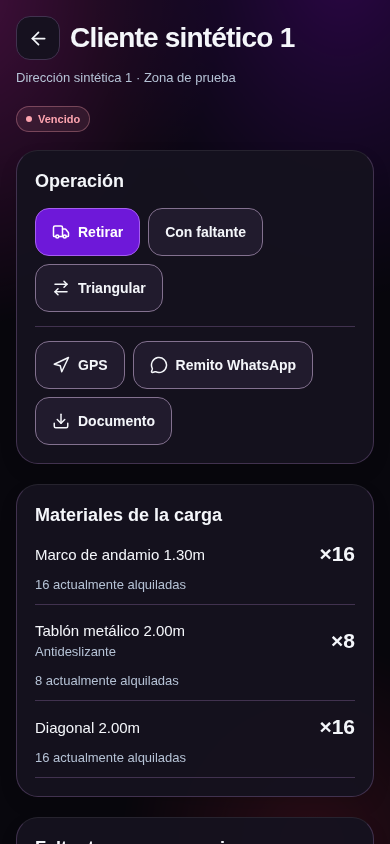 Cliente sintético 1
Dirección sintética 1 · Zona de prueba
Vencido
Operación
Retirar
Con faltante
Triangular
GPS
Remito WhatsApp
Documento
Materiales de la carga
Marco de andamio 1.30m
×16
16 actualmente alquiladas
Tablón metálico 2.00m
×8
Antideslizante
8 actualmente alquiladas
Diagonal 2.00m
×16
16 actualmente alquiladas